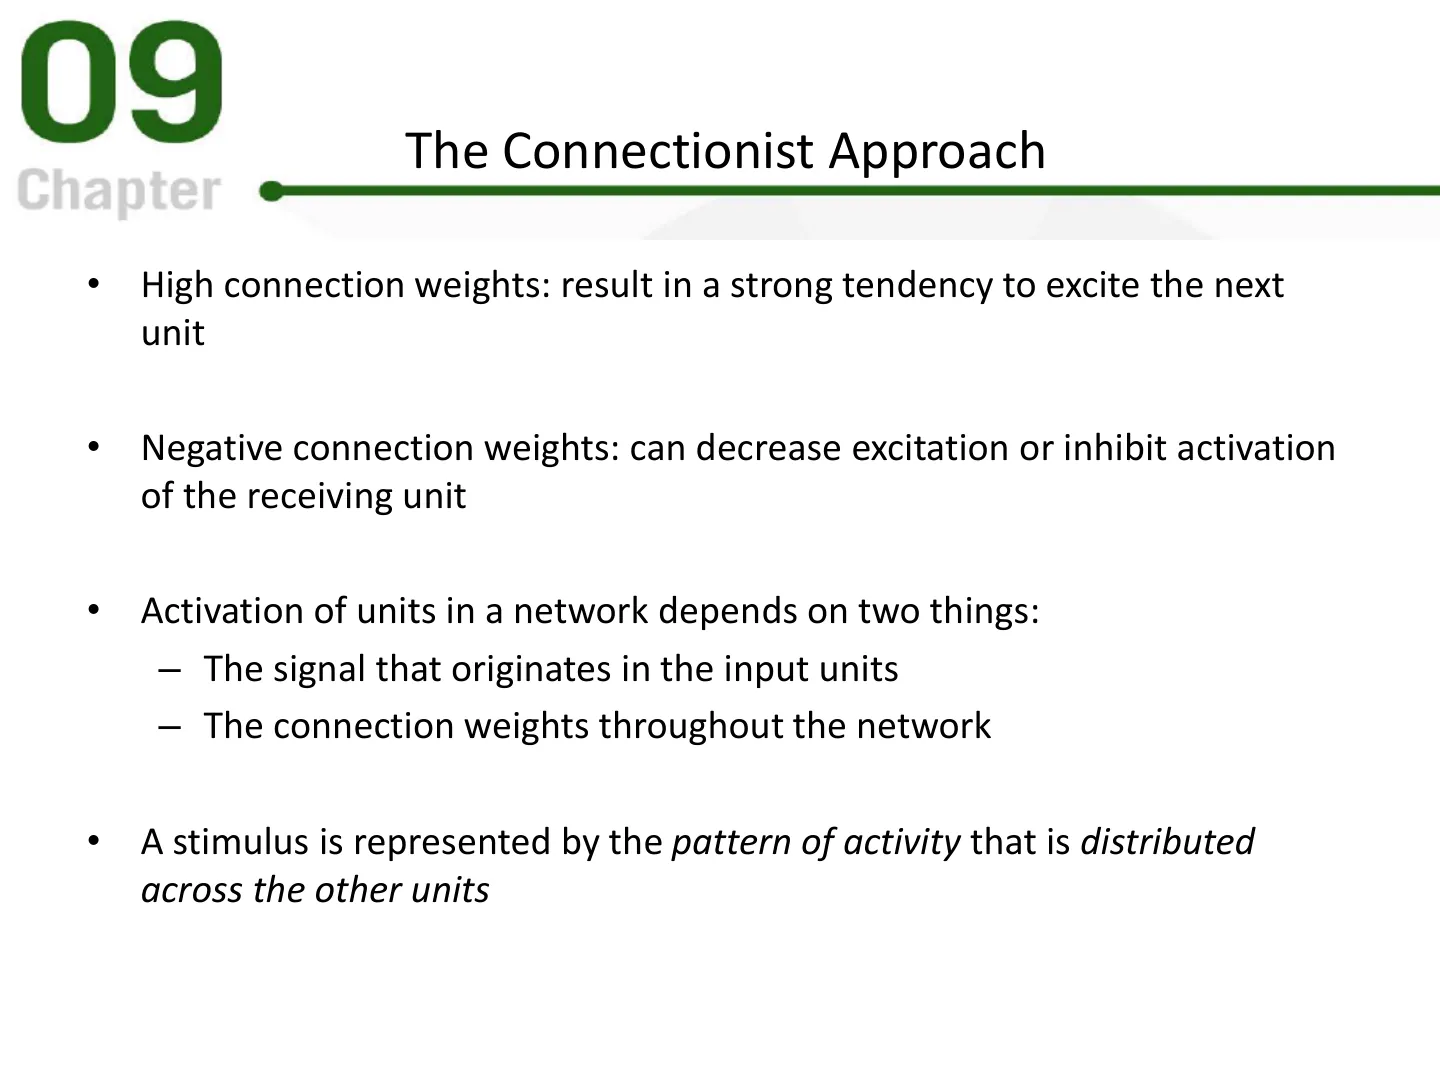 09
Chapter
The Connectionist Approach
• High connection weights: result in a strong tendency to excite the next
unit
• Negative connection weights: can decrease excitation or inhibit activation
of the receiving unit
• Activation of units in a network depends on two things:
– The signal that originates in the input units
– The connection weights throughout the network
• A stimulus is represented by the pattern of activity that is distributed
across the other units